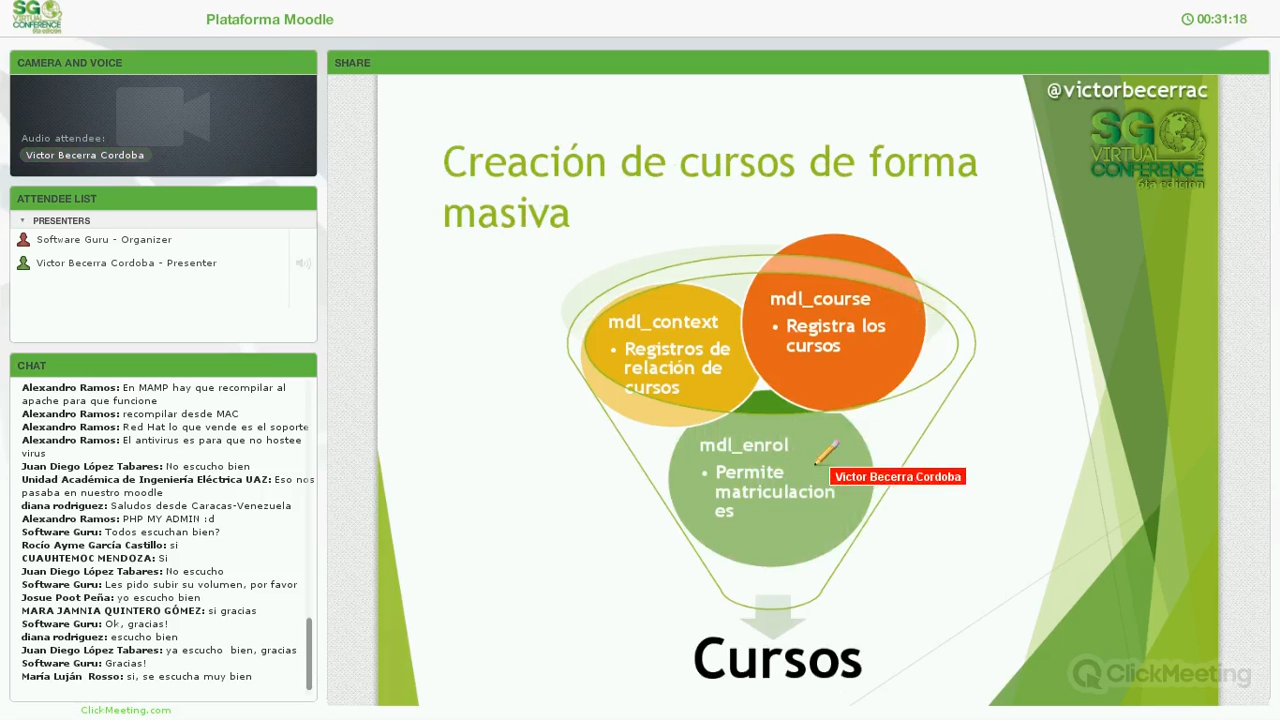 SG
VIRTUAL
CONFERENCE
6ta edición
Plataforma Moodle
00:31:18
CAMERA AND VOICE
Audio attendee:
Victor Becerra Cordoba
ATTENDEE LIST
PRESENTERS
Software Guru - Organizer
Victor Becerra Cordoba - Presenter
CHAT
Alexandro Ramos: En MAMP hay que recompilar al
apache para que funcione
Alexandro Ramos: recompilar desde MAC
Alexandro Ramos: Red Hat lo que vende es el soporte
Alexandro Ramos: El antivirus es para que no hostee
virus
Juan Diego López Tabares: No escucho bien
Unidad Académica de Ingeniería Eléctrica UAZ: Eso nos
pasaba en nuestro moodle
diana rodriguez: Saludos desde Caracas-Venezuela
Alexandro Ramos: PHP MY ADMIN :d
Software Guru: Todos escuchan bien?
Rocío Ayme García Castillo: si
CUAUHTEMOC MENDOZA: Si
Juan Diego López Tabares: No escucho
Software Guru: Les pido subir su volumen, por favor
Josue Poot Peña: yo escucho bien
MARA JAMNIA QUINTERO GÓMEZ: si gracias
Software Guru: Ok, gracias!
diana rodriguez: escucho bien
Juan Diego López Tabares: ya escucho bien, gracias
Software Guru: Gracias!
María Luján Rosso: si, se escucha muy bien
ClickMeeting.com
SHARE
@victorbecerrac
SG
VIRTUAL
CONFERENCE
6ta edición
Creación de cursos de forma
masiva
mdl_course
• Registra los
cursos
mdl_context
• Registros de
relación de
cursos
mdl_enrol
• Permite
matriculacion
es
Victor Becerra Cordoba
Cursos
ClickMeeting